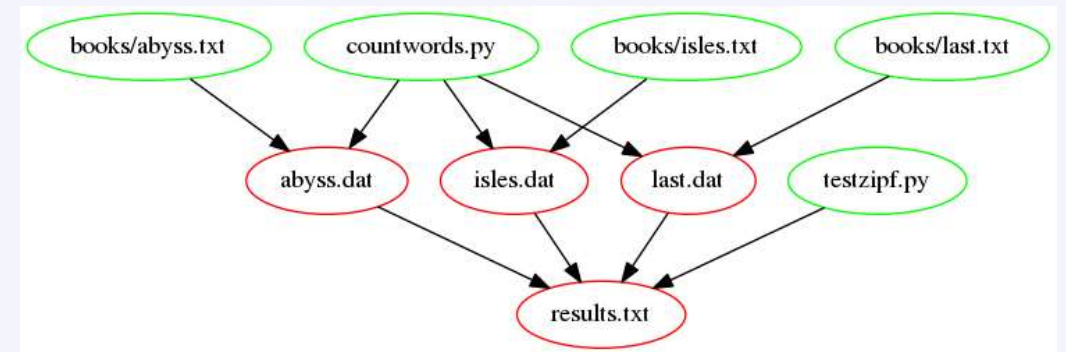 books/abyss.txt
countwords.py
books/isles.txt
books/last.txt
abyss.dat
isles.dat
last.dat
testzipf.py
results.txt